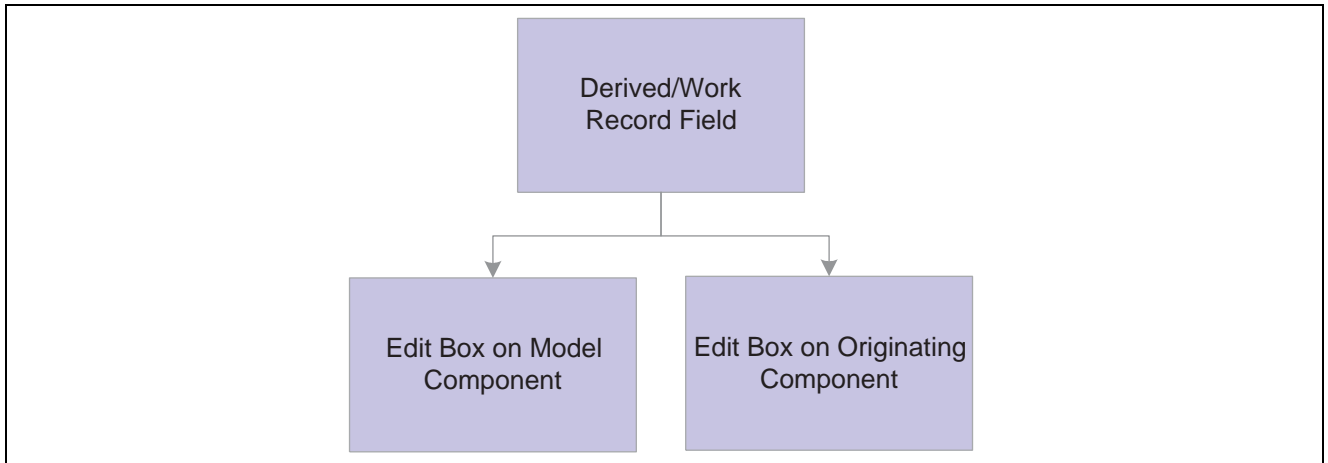 Derived/Work
Record Field
Edit Box on Model
Component
Edit Box on Originating
Component